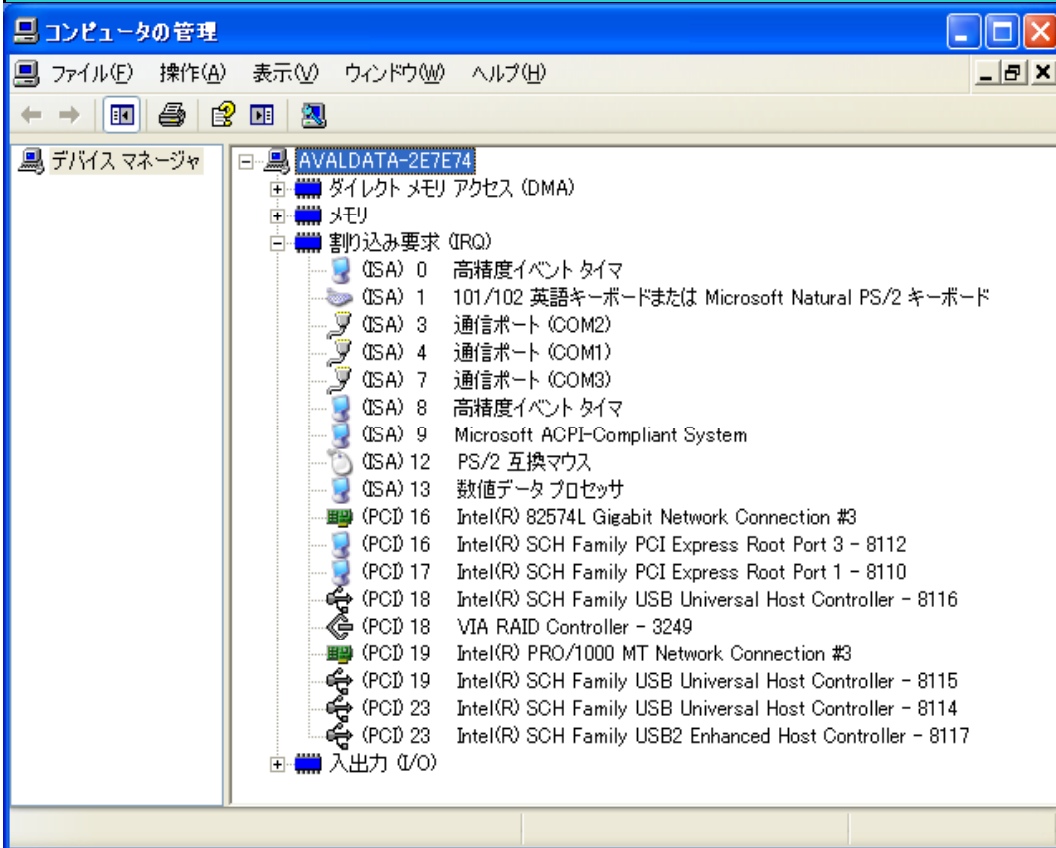 コンピュータの管理
ファイル(F) 操作(A) 表示(V) ウィンドウ(W) ヘルプ(H)
デバイス マネージャ
AVALDATA-2E7E74
ダイレクト メモリ アクセス (DMA)
メモリ
割り込み要求 (IRQ)
(ISA) 0 高精度イベント タイマ
(ISA) 1 101/102 英語キーボードまたは Microsoft Natural PS/2 キーボード
(ISA) 3 通信ポート (COM2)
(ISA) 4 通信ポート (COM1)
(ISA) 7 通信ポート (COM3)
(ISA) 8 高精度イベント タイマ
(ISA) 9 Microsoft ACPI-Compliant System
(ISA) 12 PS/2 互換マウス
(ISA) 13 数値データ プロセッサ
(PCI) 16 Intel(R) 82574L Gigabit Network Connection #3
(PCI) 16 Intel(R) SCH Family PCI Express Root Port 3 - 8112
(PCI) 17 Intel(R) SCH Family PCI Express Root Port 1 - 8110
(PCI) 18 Intel(R) SCH Family USB Universal Host Controller - 8116
(PCI) 18 VIA RAID Controller - 3249
(PCI) 19 Intel(R) PRO/1000 MT Network Connection #3
(PCI) 19 Intel(R) SCH Family USB Universal Host Controller - 8115
(PCI) 23 Intel(R) SCH Family USB Universal Host Controller - 8114
(PCI) 23 Intel(R) SCH Family USB2 Enhanced Host Controller - 8117
入出力 (I/O)